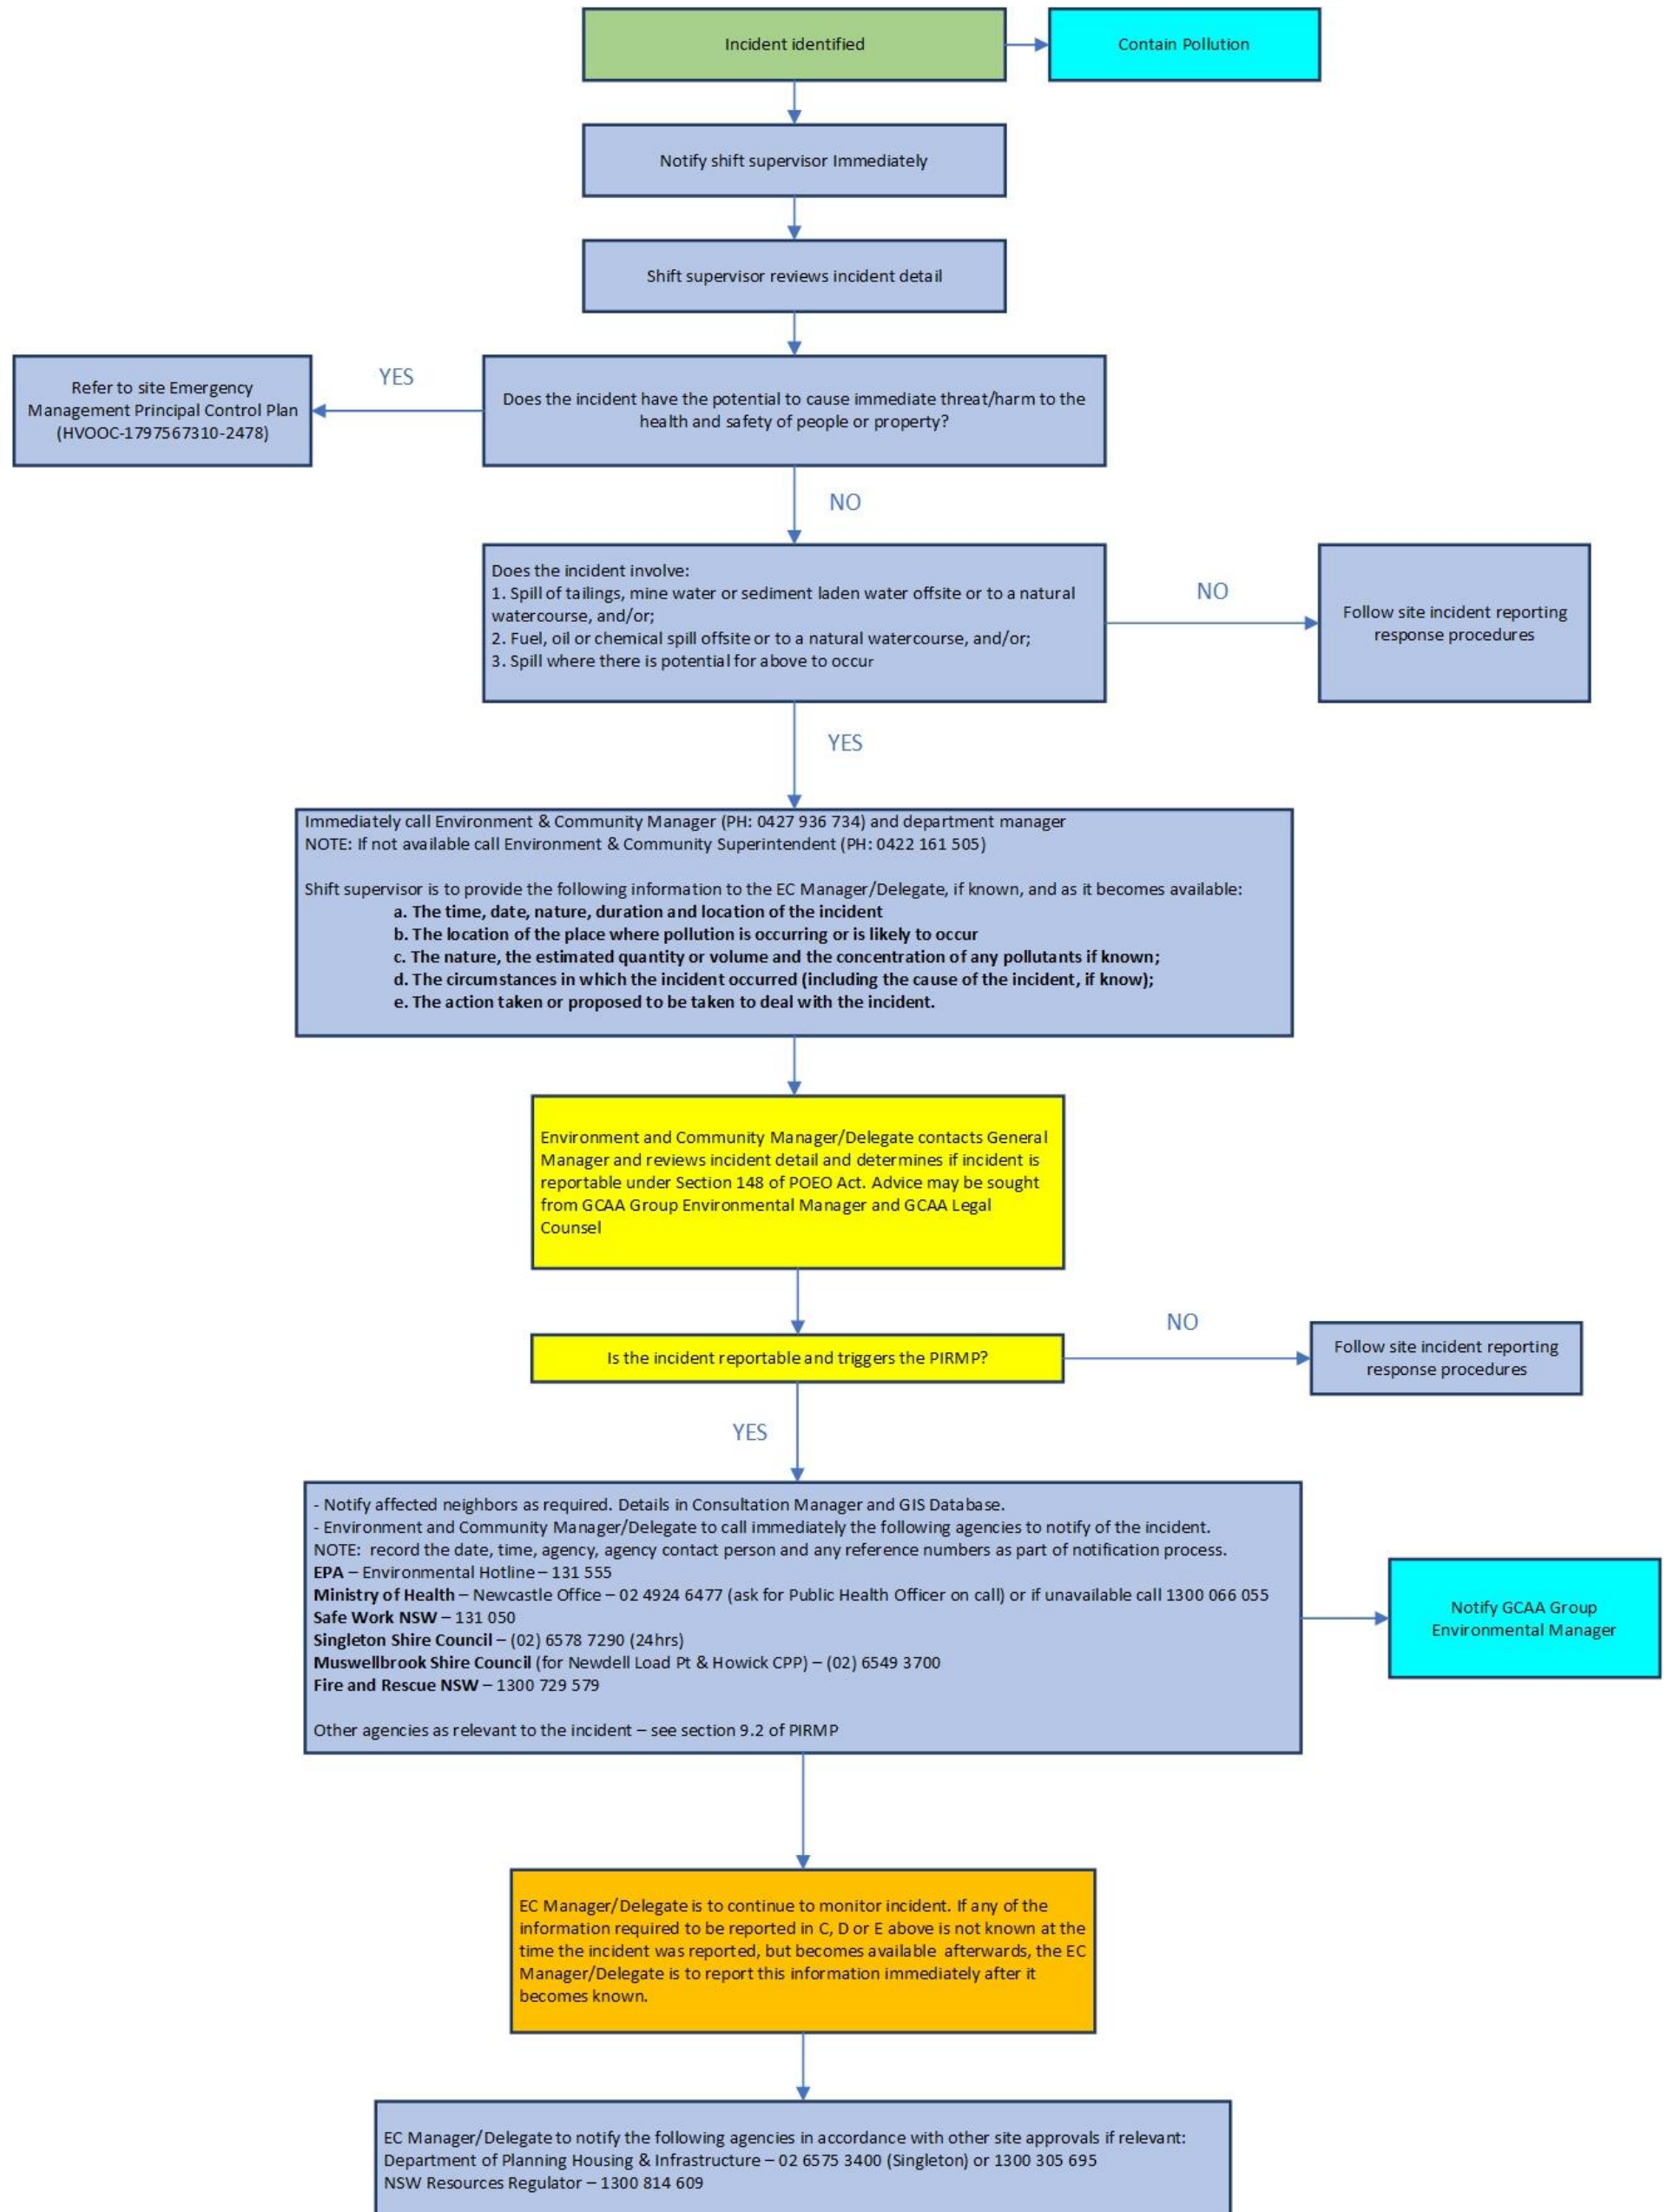 Incident identified
Contain Pollution
Notify shift supervisor Immediately
Shift supervisor reviews incident detail
Refer to site Emergency
Management Principal Control Plan
(HVOOC-1797567310-2478)
YES
Does the incident have the potential to cause immediate threat/harm to the
health and safety of people or property?
NO
Does the incident involve:
1. Spill of tailings, mine water or sediment laden water offsite or to a natural
watercourse, and/or;
2. Fuel, oil or chemical spill offsite or to a natural watercourse, and/or;
3. Spill where there is potential for above to occur
NO
Follow site incident reporting
response procedures
YES
Immediately call Environment & Community Manager (PH: 0427 936 734) and department manager
NOTE: If not available call Environment & Community Superintendent (PH: 0422 161 505)
Shift supervisor is to provide the following information to the EC Manager/Delegate, if known, and as it becomes available:
a. The time, date, nature, duration and location of the incident
b. The location of the place where pollution is occurring or is likely to occur
c. The nature, the estimated quantity or volume and the concentration of any pollutants if known;
d. The circumstances in which the incident occurred (including the cause of the incident, if know);
e. The action taken or proposed to be taken to deal with the incident.
Environment and Community Manager/Delegate contacts General
Manager and reviews incident detail and determines if incident is
reportable under Section 148 of POEO Act. Advice may be sought
from GCAA Group Environmental Manager and GCAA Legal
Counsel
Is the incident reportable and triggers the PIRMP?
NO
Follow site incident reporting
response procedures
YES
- Notify affected neighbors as required. Details in Consultation Manager and GIS Database.
- Environment and Community Manager/Delegate to call immediately the following agencies to notify of the incident.
NOTE: record the date, time, agency, agency contact person and any reference numbers as part of notification process.
EPA – Environmental Hotline – 131 555
Ministry of Health – Newcastle Office – 02 4924 6477 (ask for Public Health Officer on call) or if unavailable call 1300 066 055
Safe Work NSW – 131 050
Singleton Shire Council – (02) 6578 7290 (24hrs)
Muswellbrook Shire Council (for Newdell Load Pt & Howick CPP) – (02) 6549 3700
Fire and Rescue NSW – 1300 729 579
Other agencies as relevant to the incident – see section 9.2 of PIRMP
Notify GCAA Group
Environmental Manager
EC Manager/Delegate is to continue to monitor incident. If any of the
information required to be reported in C, D or E above is not known at the
time the incident was reported, but becomes available afterwards, the EC
Manager/Delegate is to report this information immediately after it
becomes known.
EC Manager/Delegate to notify the following agencies in accordance with other site approvals if relevant:
Department of Planning Housing & Infrastructure – 02 6575 3400 (Singleton) or 1300 305 695
NSW Resources Regulator – 1300 814 609